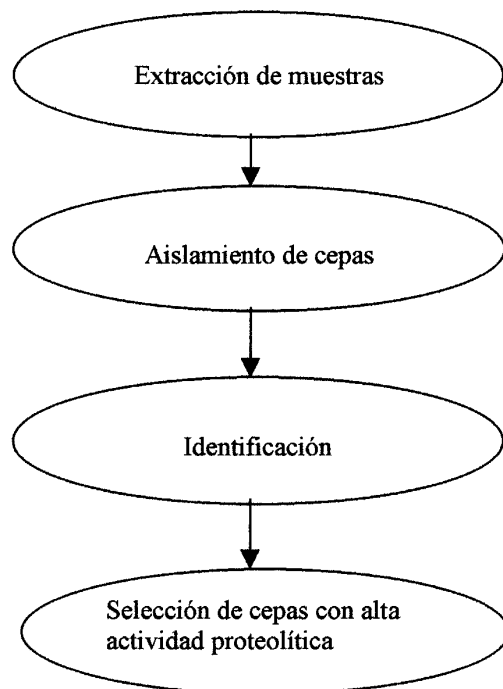 Extracción de muestras
Aislamiento de cepas
Identificación
Selección de cepas con alta
actividad proteolítica